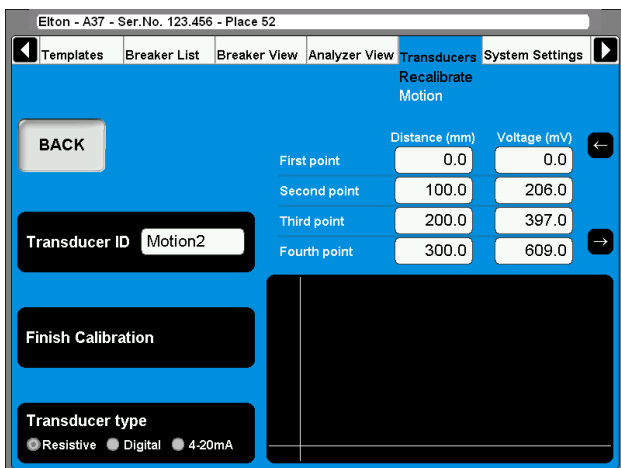 Elton - A37 - Ser.No. 123.456 - Place 52
Templates Breaker List Breaker View Analyzer View Transducers System Settings
Recalibrate
Motion
BACK
Distance (mm) Voltage (mV)
First point 0.0 0.0
Second point 100.0 206.0
Third point 200.0 397.0
Fourth point 300.0 609.0
Transducer ID Motion2
Finish Calibration
Transducer type
Resistive Digital 4-20mA